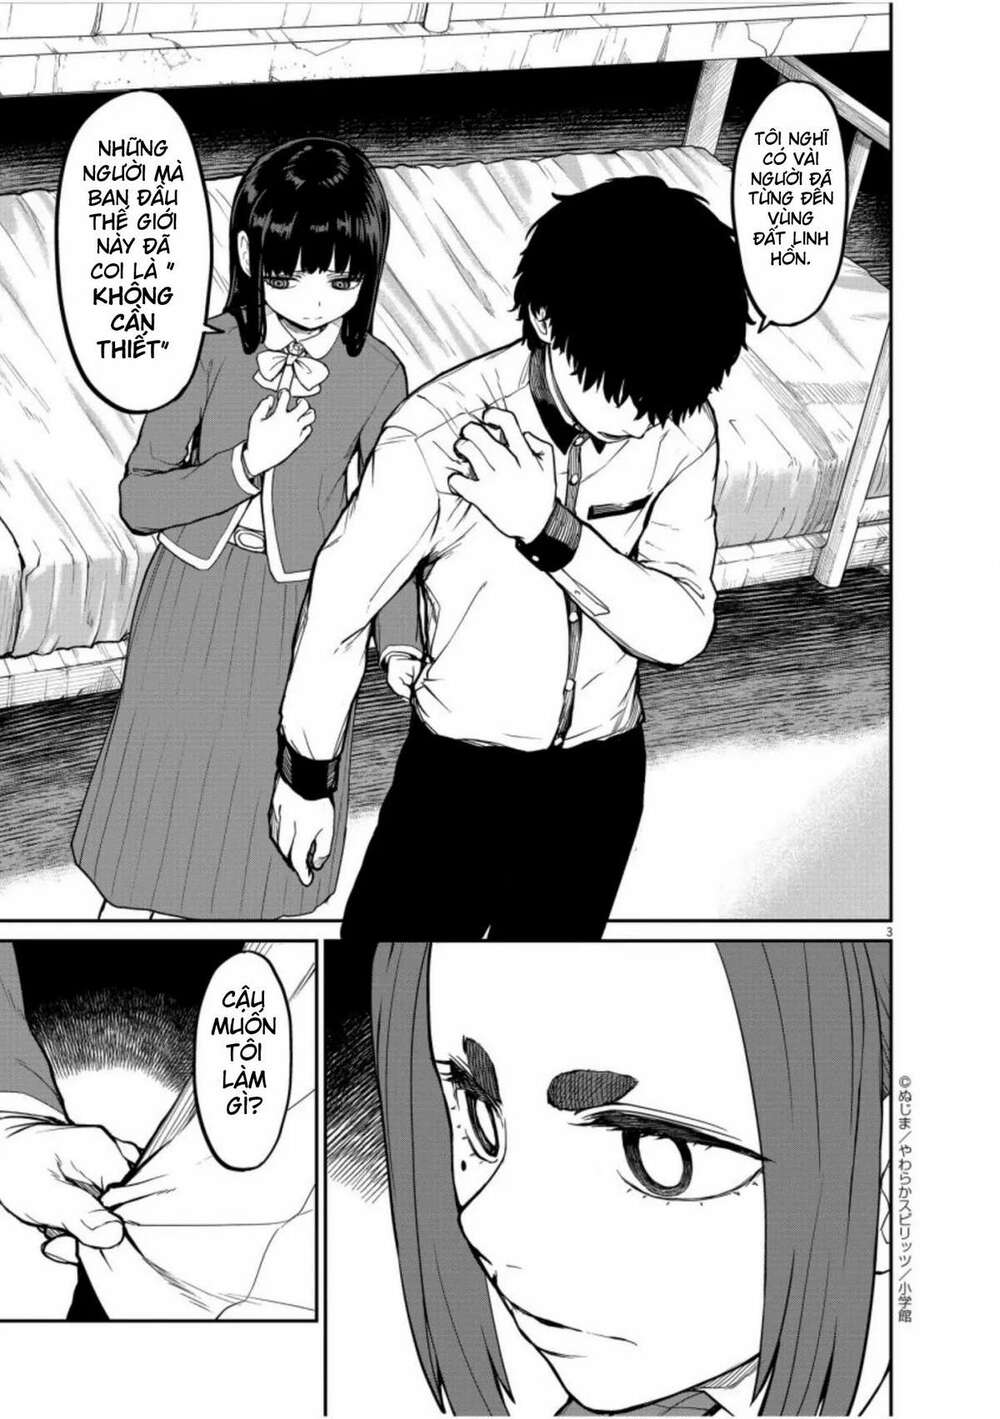 TÔI NGHĨ
CÓ VÀI
NGƯỜI ĐÃ
TỪNG ĐẾN
VÙNG
ĐẤT LINH
HỒN.
NHỮNG
NGƯỜI MÀ
BAN ĐẦU
THẾ GIỚI
NÀY ĐÃ
COI LÀ "
KHÔNG
CẦN
THIẾT"
3
CẬU
MUỐN
TÔI
LÀM
GÌ?
©ぬじま／やわらかスピリッツ／小学館